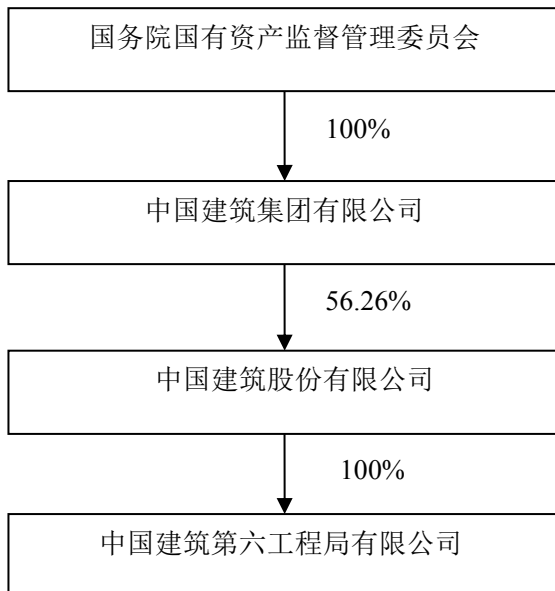 国务院国有资产监督管理委员会
100%
中国建筑集团有限公司
56.26%
中国建筑股份有限公司
100%
中国建筑第六工程局有限公司